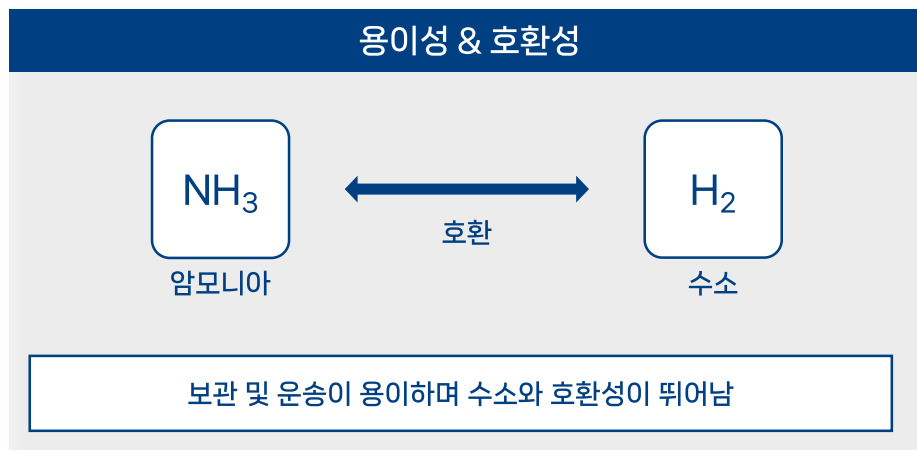 용이성 & 호환성
NH₃
H₂
호환
암모니아
수소
보관 및 운송이 용이하며 수소와 호환성이 뛰어남